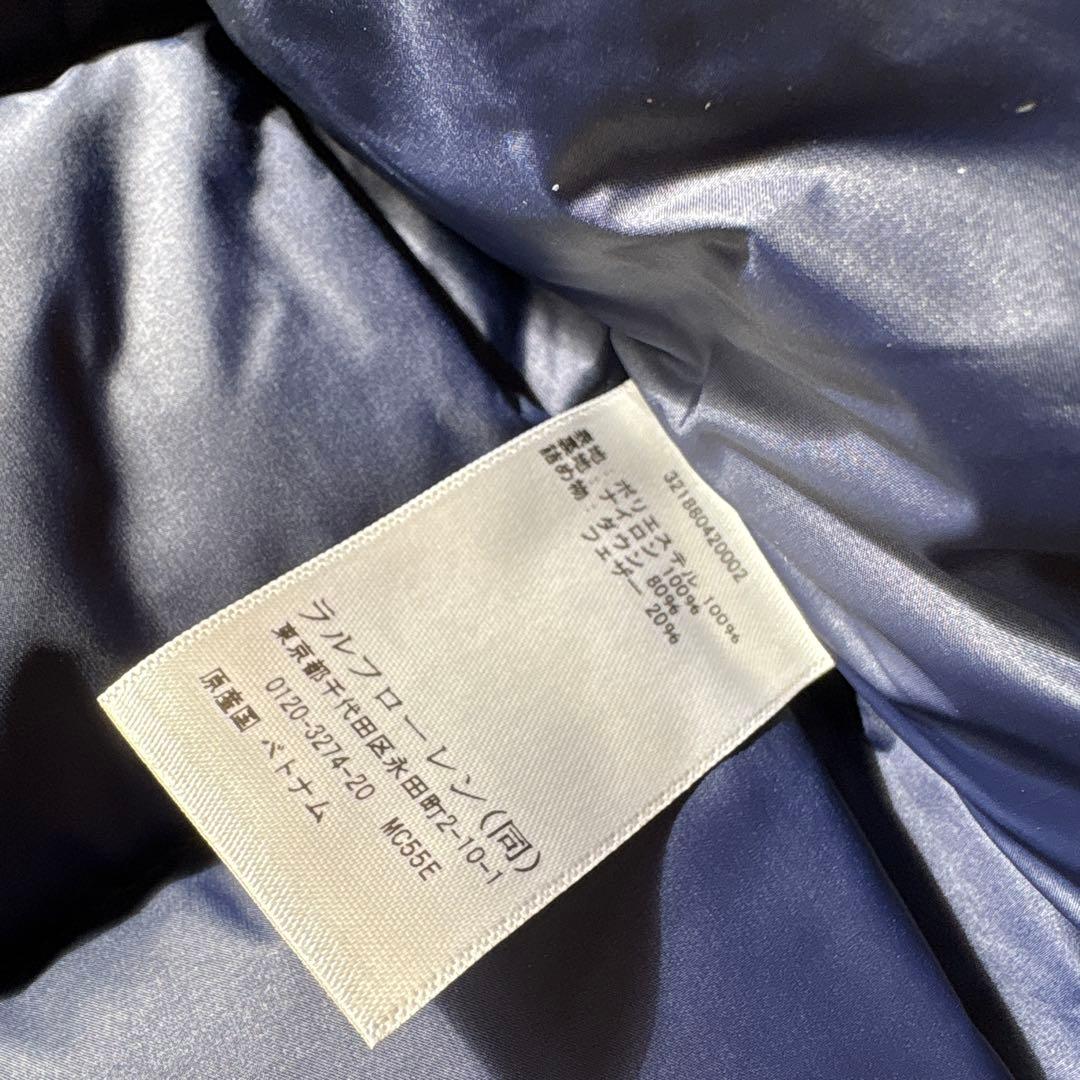 321880420002
表地:ポリエステル 100%
裏地:ナイロン 100%
詰め物:ダウン 80%
フェザー 20%
ラルフローレン(同)
東京都千代田区永田町2-10-1
0120-3274-20 MC55E
原産国 ベトナム